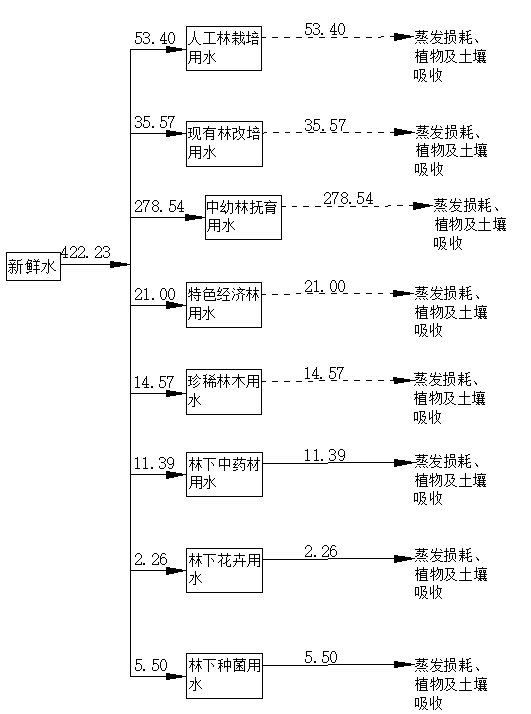 53.40
人工林栽培
用水
53.40
蒸发损耗、
植物及土壤
吸收
35.57
现有林改培
用水
35.57
蒸发损耗、
植物及土壤
吸收
278.54
中幼林抚育
用水
278.54
蒸发损耗、
植物及土壤
吸收
新鲜水
422.23
21.00
特色经济林
用水
21.00
蒸发损耗、
植物及土壤
吸收
14.57
珍稀林木用
水
14.57
蒸发损耗、
植物及土壤
吸收
11.39
林下中药材
用水
11.39
蒸发损耗、
植物及土壤
吸收
2.26
林下花卉用
水
2.26
蒸发损耗、
植物及土壤
吸收
5.50
林下种菌用
水
5.50
蒸发损耗、
植物及土壤
吸收